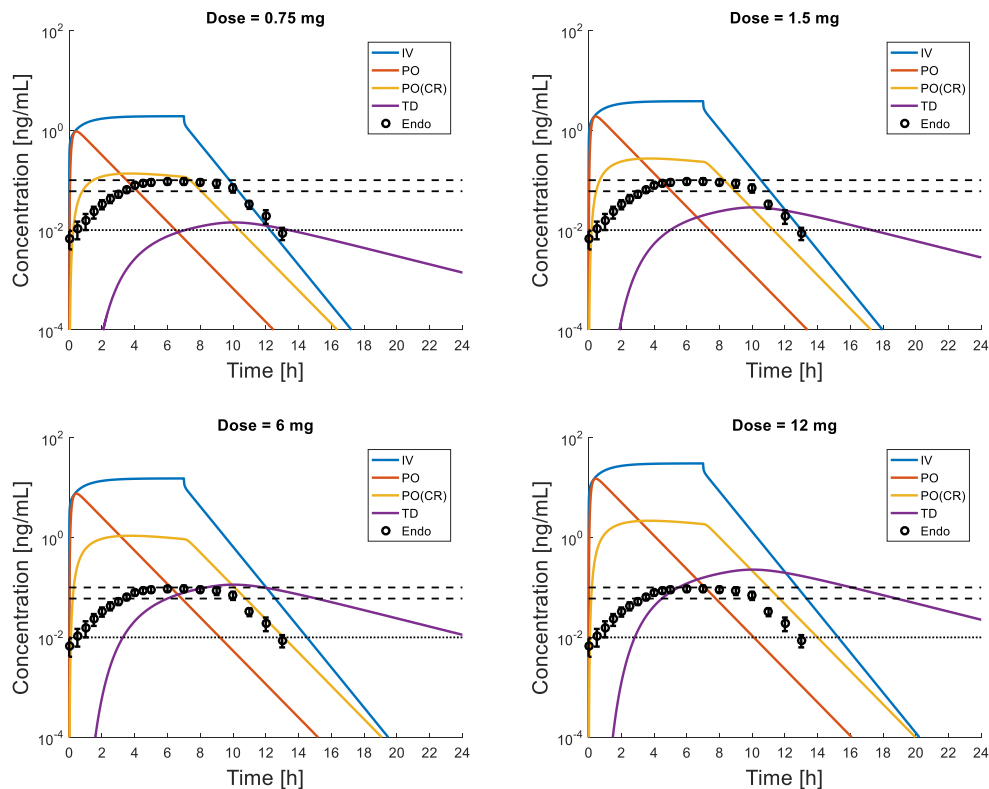 Dose = 0.75 mg
Concentration [ng/mL]
10^2
10^0
10^-2
10^-4
0 2 4 6 8 10 12 14 16 18 20 22 24
Time [h]
IV
PO
PO(CR)
TD
Endo
Dose = 1.5 mg
Concentration [ng/mL]
10^2
10^0
10^-2
10^-4
0 2 4 6 8 10 12 14 16 18 20 22 24
Time [h]
IV
PO
PO(CR)
TD
Endo
Dose = 6 mg
Concentration [ng/mL]
10^2
10^0
10^-2
10^-4
0 2 4 6 8 10 12 14 16 18 20 22 24
Time [h]
IV
PO
PO(CR)
TD
Endo
Dose = 12 mg
Concentration [ng/mL]
10^2
10^0
10^-2
10^-4
0 2 4 6 8 10 12 14 16 18 20 22 24
Time [h]
IV
PO
PO(CR)
TD
Endo